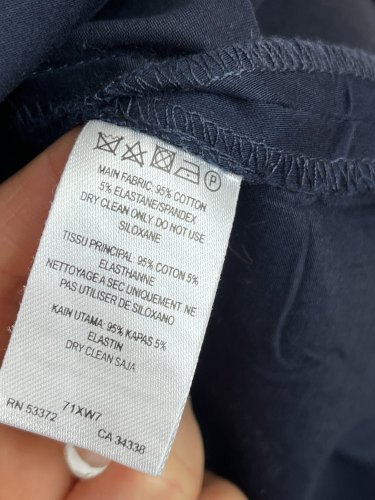 P
MAIN FABRIC: 95% COTTON
5% ELASTANE/SPANDEX
DRY CLEAN ONLY DO NOT USE
SILOXANE
TISSU PRINCIPAL: 95% COTON 5%
ELASTHANNE
NETTOYAGE A SEC UNIQUEMENT NE
PAS UTILISER DE SILOXANO
KAIN UTAMA: 95% KAPAS 5%
ELASTIN
DRY CLEAN SAJA
71XW7
RN 53372 CA 34338